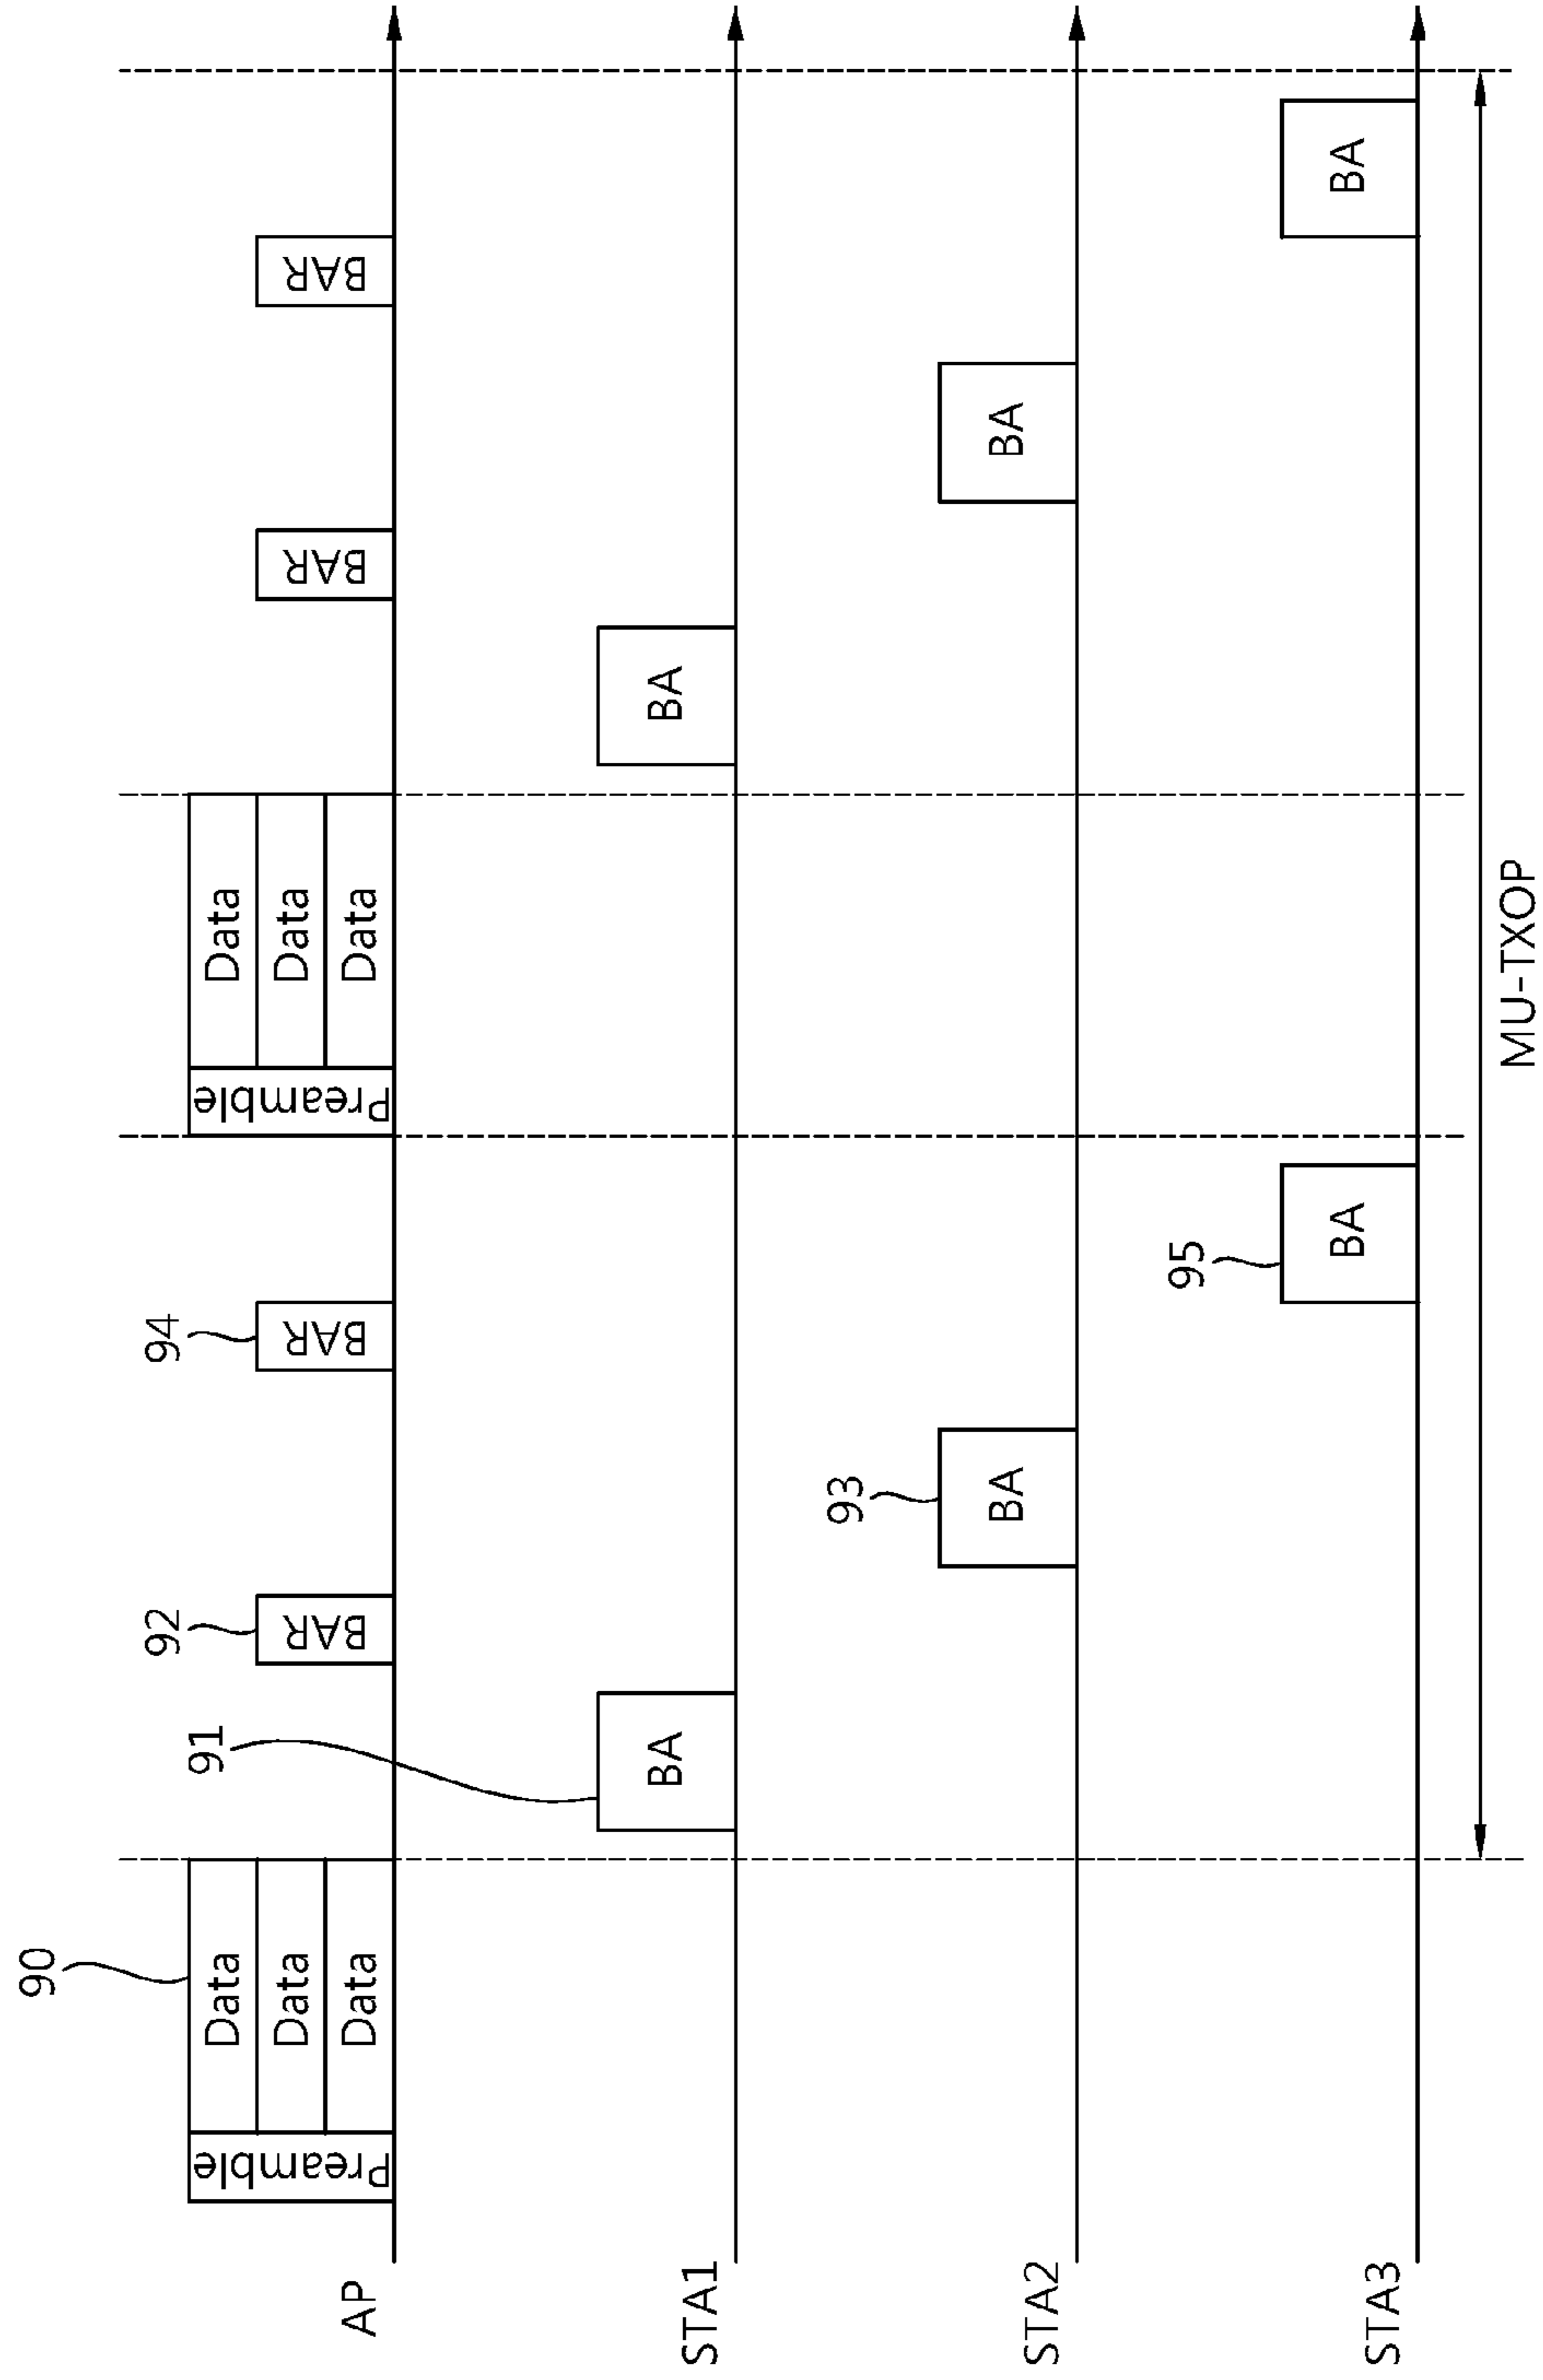 90
Preamble
Data
Data
Data
91
92
BAR
94
BAR
Preamble
Data
Data
Data
BAR
BAR
AP
BA
BA
STA1
93
BA
BA
STA2
95
BA
BA
STA3
MU-TXOP